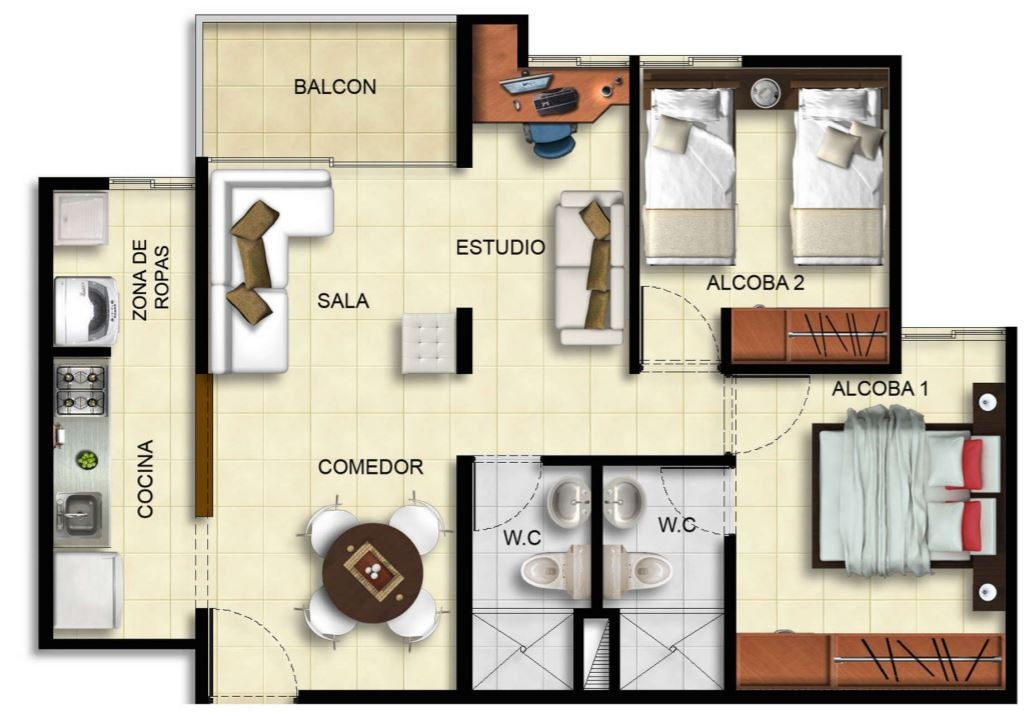 BALCON
ZONA DE
ROPAS
SALA
ESTUDIO
ALCOBA 2
ALCOBA 1
COCINA
COMEDOR
W.C
W.C